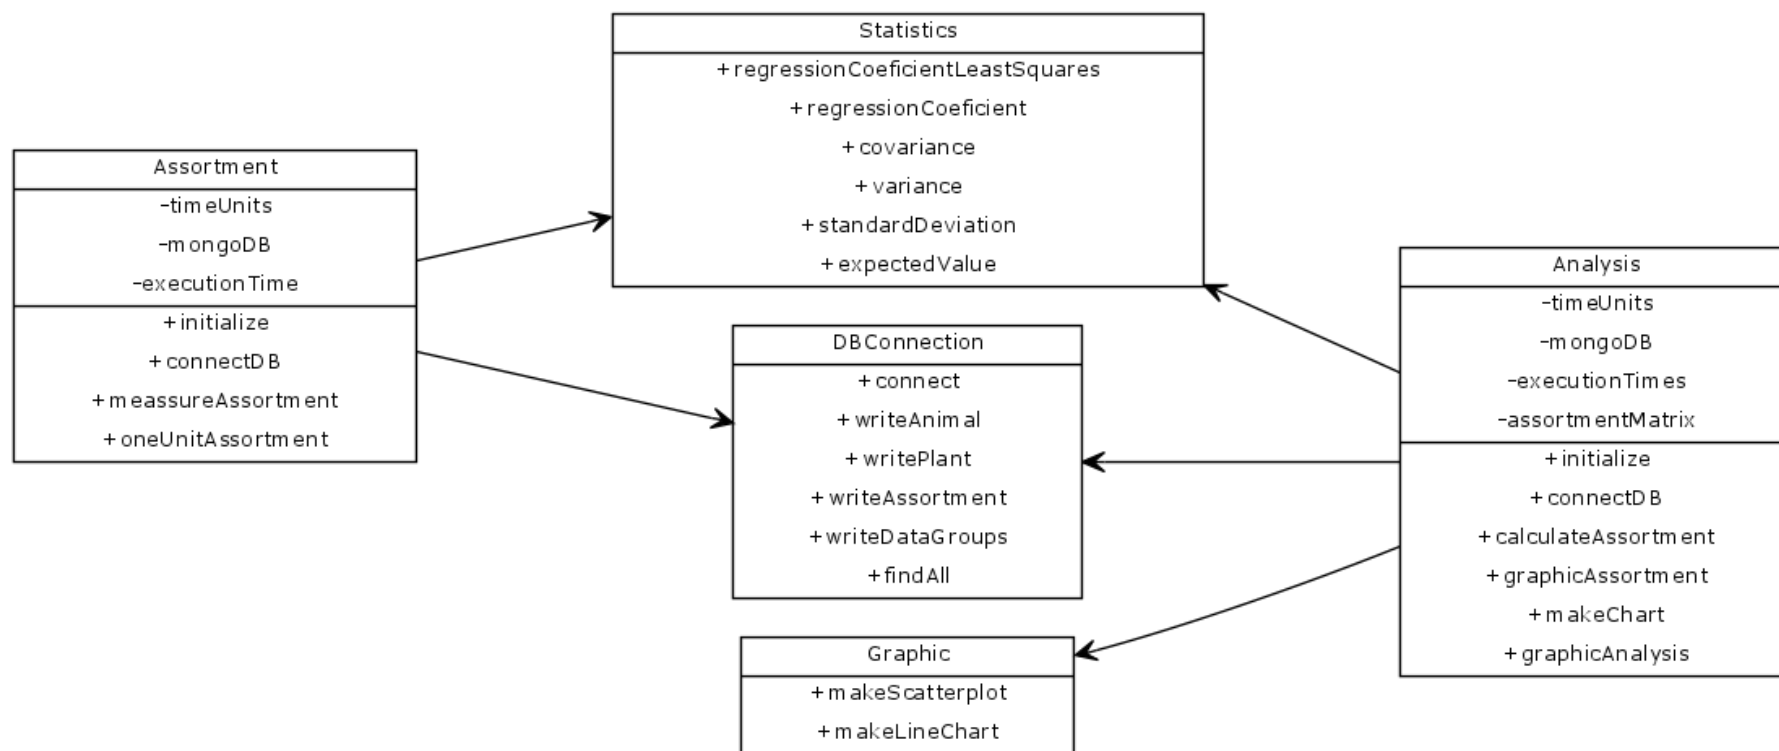 Statistics
+regressionCoeficientLeastSquares
+regressionCoeficient
+covariance
+variance
+standardDeviation
+expectedValue
Assortment
-timeUnits
-mongoDB
-executionTime
+initialize
+connectDB
+meassureAssortment
+oneUnitAssortment
DBConnection
+connect
+writeAnimal
+writePlant
+writeAssortment
+writeDataGroups
+findAll
Analysis
-timeUnits
-mongoDB
-executionTimes
-assortmentMatrix
+initialize
+connectDB
+calculateAssortment
+graphicAssortment
+makeChart
+graphicAnalysis
Graphic
+makeScatterplot
+makeLineChart